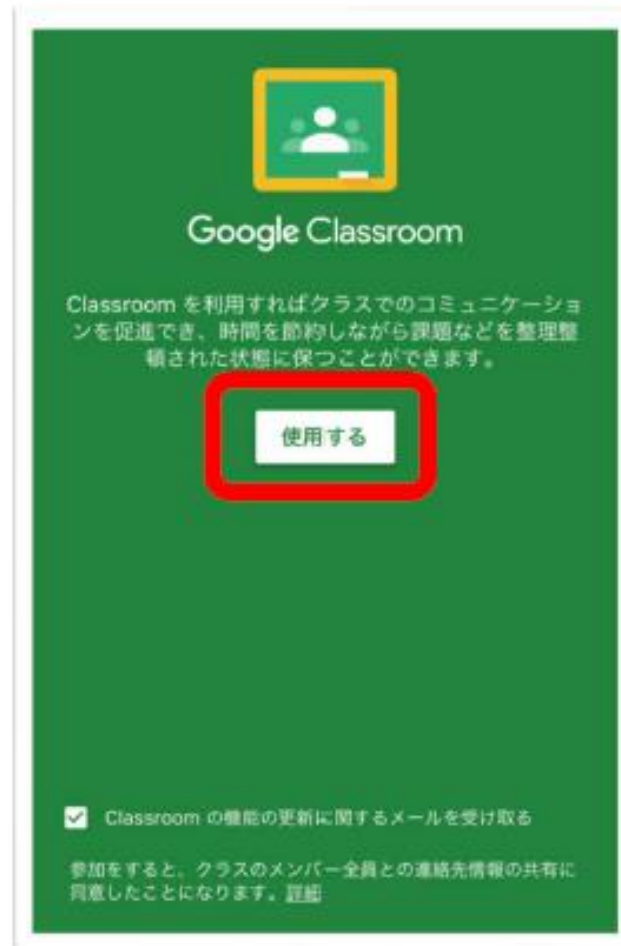 Google Classroom
Classroom を利用すればクラスでのコミュニケーショ
ンを促進でき、時間を節約しながら課題などを整理整
頓された状態に保つことができます。
使用する
Classroom の機能の更新に関するメールを受け取る
参加をすると、クラスのメンバー全員との連絡先情報の共有に
同意したことになります。詳細